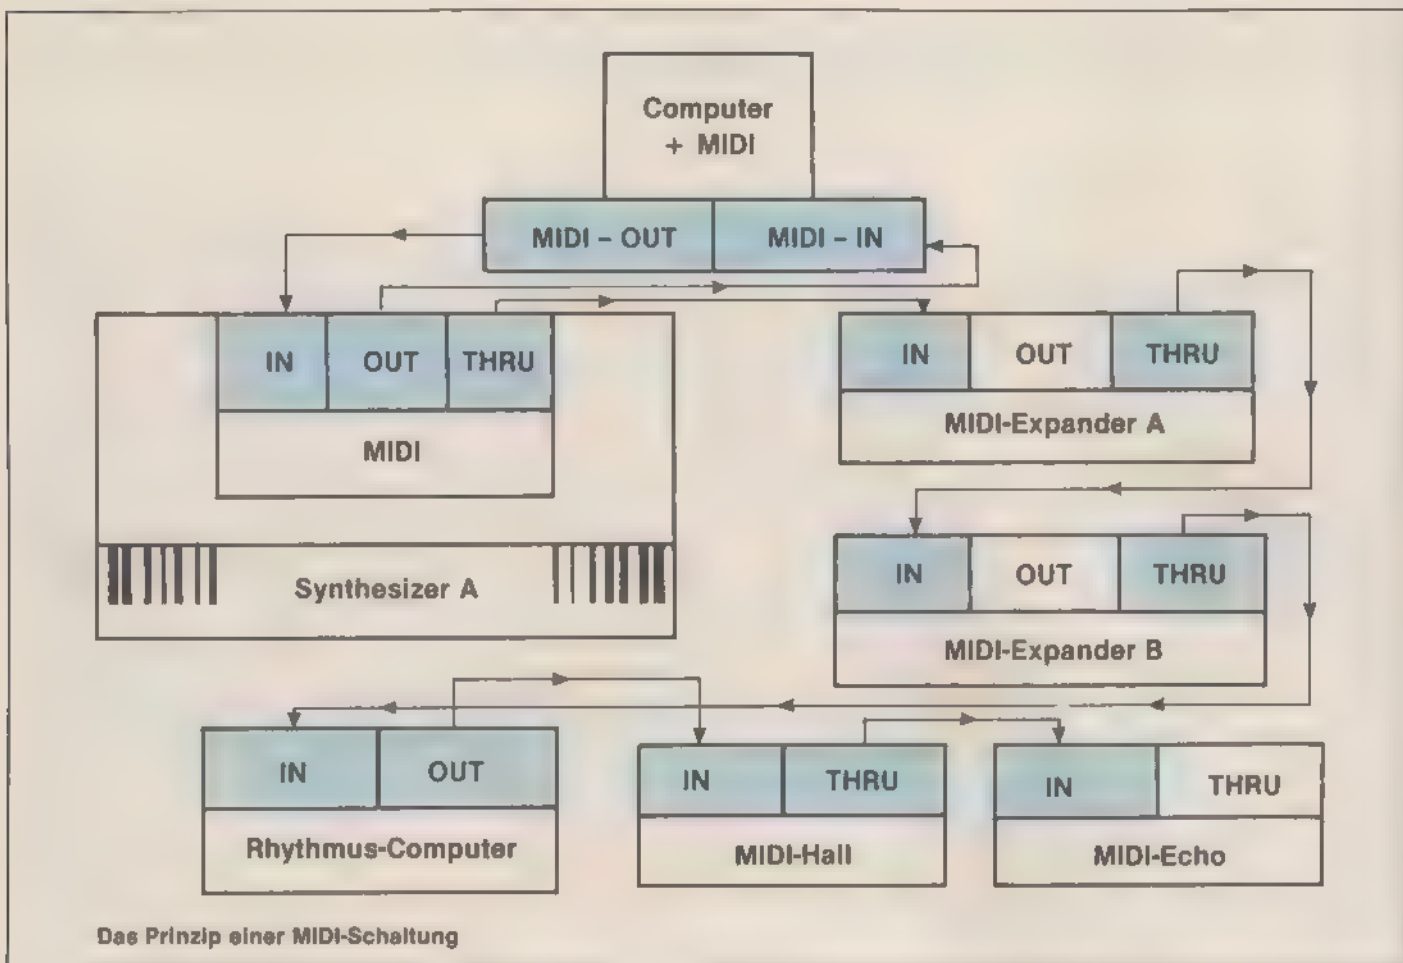 Computer
+ MIDI
MIDI – OUT MIDI – IN
IN OUT THRU
MIDI
Synthesizer A
IN OUT THRU
MIDI-Expander A
IN OUT THRU
MIDI-Expander B
IN OUT
Rhythmus-Computer
IN THRU
MIDI-Hall
IN THRU
MIDI-Echo
Das Prinzip einer MIDI-Schaltung